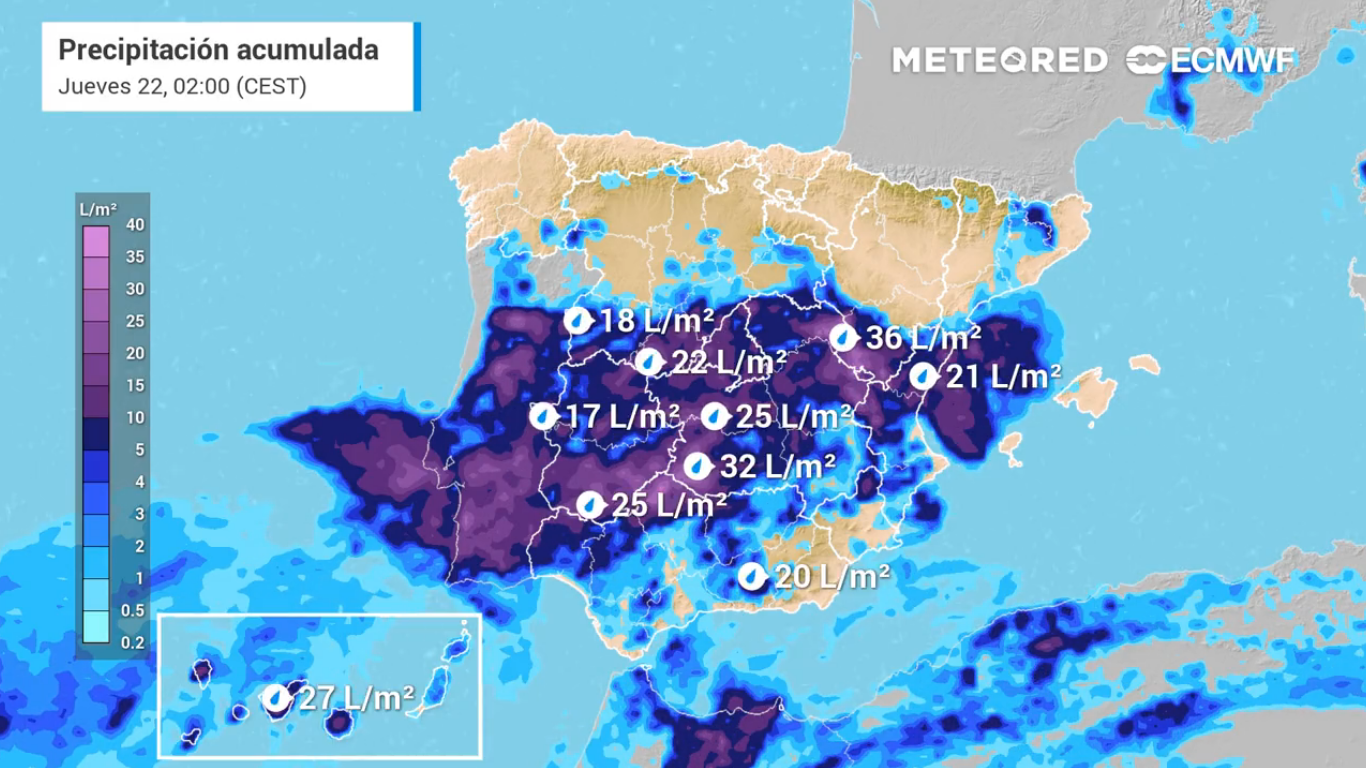 Precipitación acumulada
Jueves 22, 02:00 (CEST)
METEORED ECMWF
L/m²
40
35
30
25
20
15
10
5
4
3
2
1
0.5
0.2
18 L/m²
36 L/m²
22 L/m²
21 L/m²
17 L/m²
25 L/m²
32 L/m²
25 L/m²
20 L/m²
27 L/m²